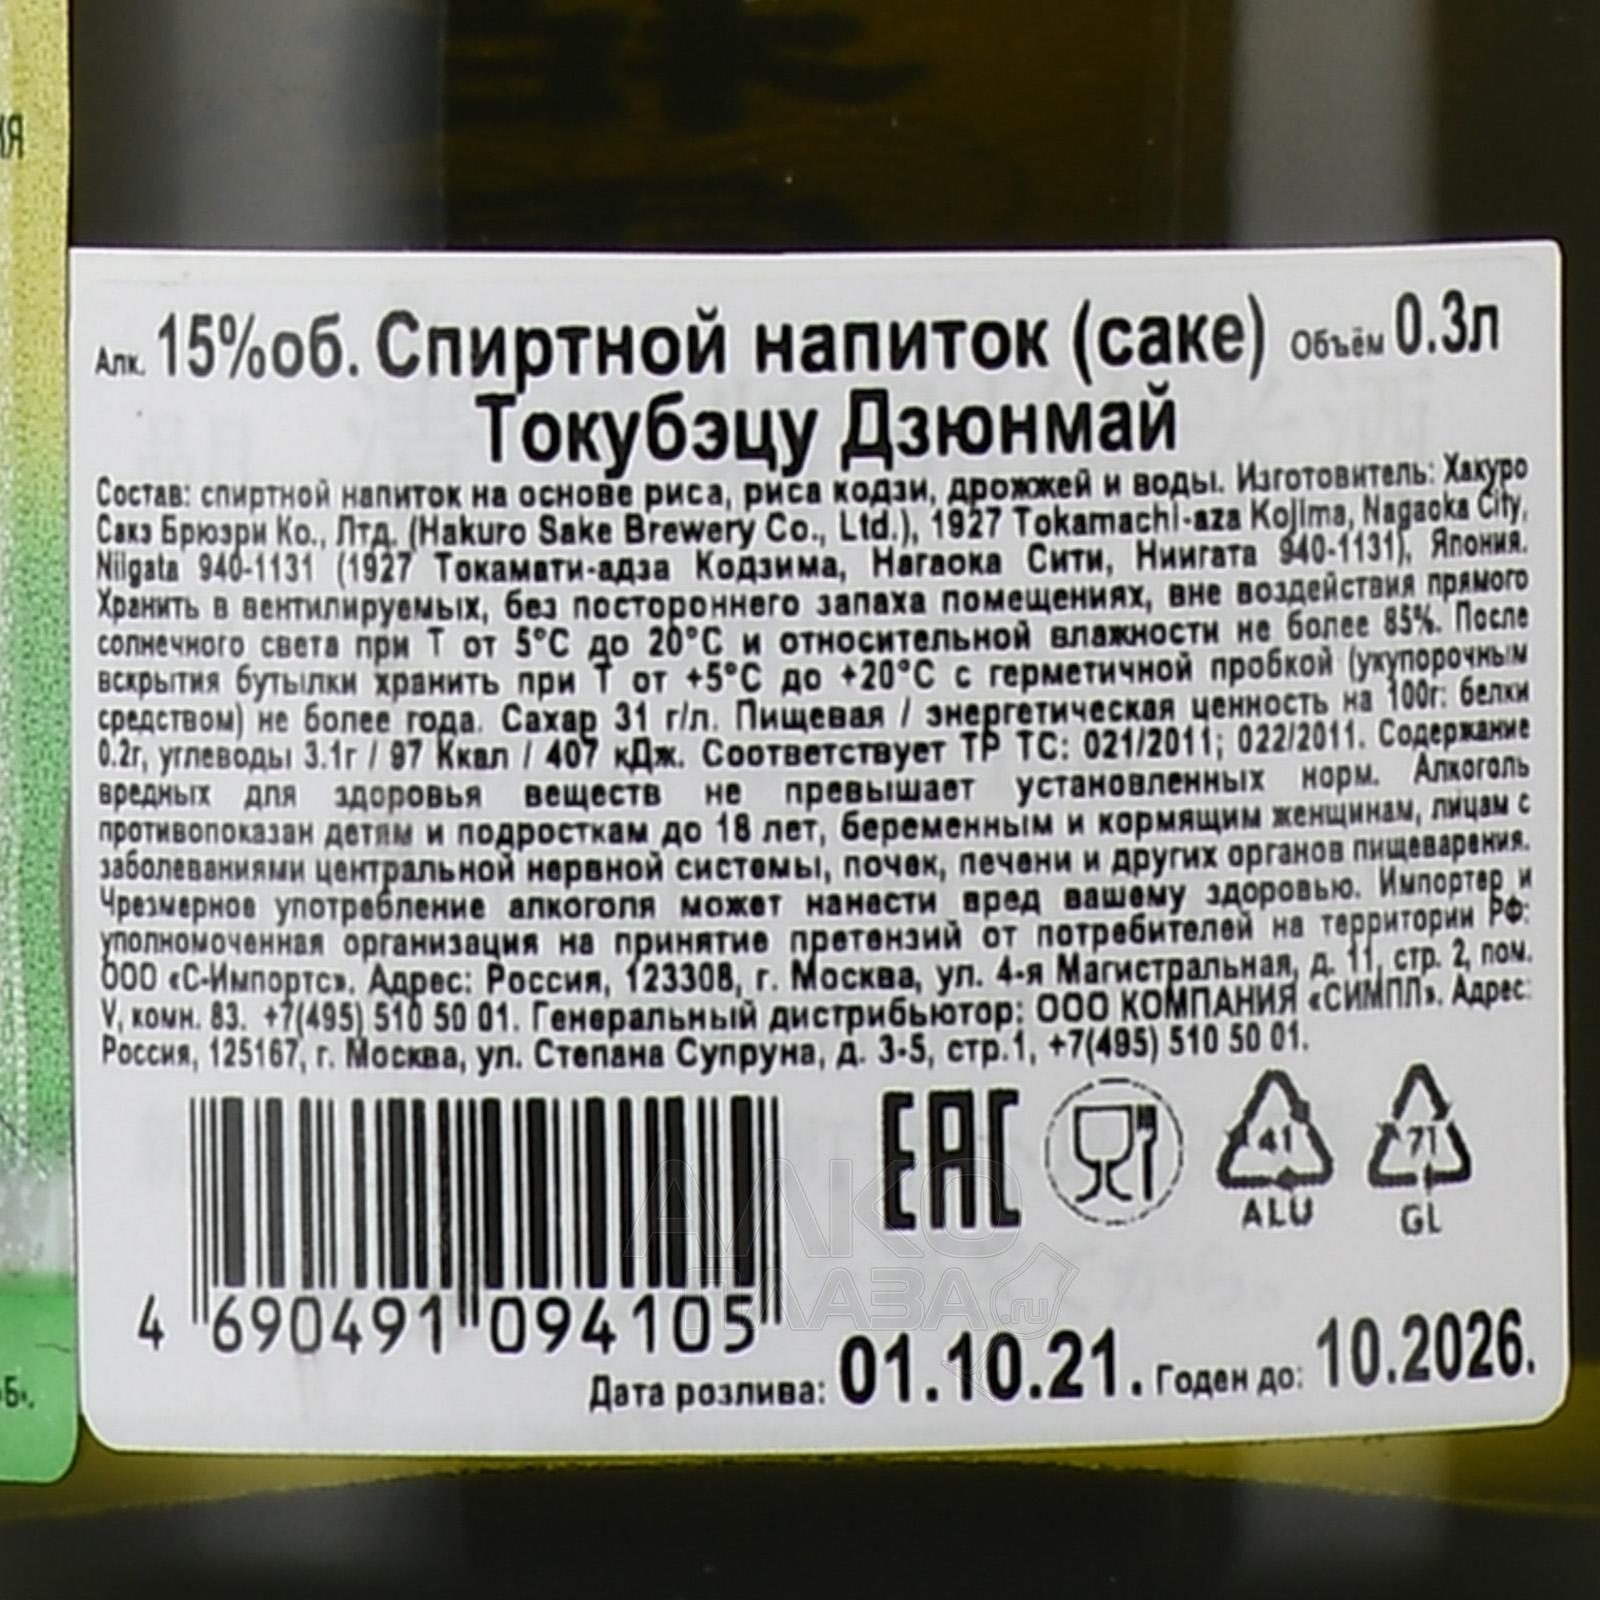 ИЯ
Алк. 15%об. Спиртной напиток (саке) Объём 0.3л
Токубэцу Дзюнмай
Состав: спиртной напиток на основе риса, риса кодзи, дрожжей и воды. Изготовитель: Хакуро
Сакэ Брюэри Ко., Лтд. (Hakuro Sake Brewery Co., Ltd.), 1927 Tokamachi-aza Kojima, Nagaoka City,
Niigata 940-1131 (1927 Токамати-адза Кодзима, Нагаока Сити, Ниигата 940-1131), Япония.
Хранить в вентилируемых, без постороннего запаха помещениях, вне воздействия прямого
солнечного света при Т от 5°С до 20°С и относительной влажности не более 85%. После
вскрытия бутылки хранить при Т от +5°С до +20°С с герметичной пробкой (укупорочным
средством) не более года. Сахар 31 г/л. Пищевая / энергетическая ценность на 100г: белки
0.2г, углеводы 3.1г / 97 Ккал / 407 кДж. Соответствует ТР ТС: 021/2011; 022/2011. Содержание
вредных для здоровья веществ не превышает установленных норм. Алкоголь
противопоказан детям и подросткам до 18 лет, беременным и кормящим женщинам, лицам с
заболеваниями центральной нервной системы, почек, печени и других органов пищеварения.
Чрезмерное употребление алкоголя может нанести вред вашему здоровью. Импортер и
уполномоченная организация на принятие претензий от потребителей на территории РФ:
ООО «С-Импортс». Адрес: Россия, 123308, г. Москва, ул. 4-я Магистральная, д. 11, стр. 2, пом.
V, комн. 83. +7(495) 510 50 01. Генеральный дистрибьютор: ООО КОМПАНИЯ «СИМПЛ». Адрес:
Россия, 125167, г. Москва, ул. Степана Супруна, д. 3-5, стр.1, +7(495) 510 50 01.
EAC
41 ALU
71 GL
АЛКО
ПЛАЗА.ru
4 690491 094105
Дата розлива: 01.10.21. Годен до: 10.2026.